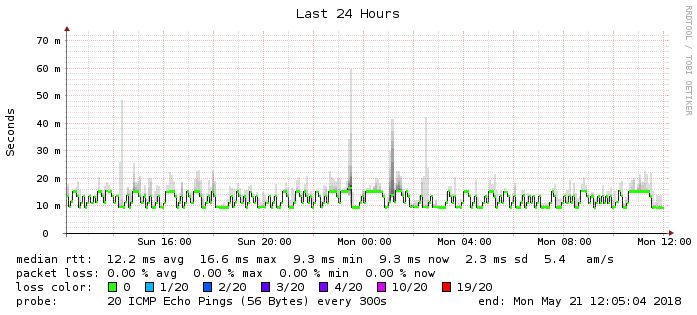 Last 24 Hours
RRDTOOL / TOBI OETIKER
Seconds
70 m
60 m
50 m
40 m
30 m
20 m
10 m
0
Sun 16:00 Sun 20:00 Mon 00:00 Mon 04:00 Mon 08:00 Mon 12:00
median rtt: 12.2 ms avg 16.6 ms max 9.3 ms min 9.3 ms now 2.3 ms sd 5.4 am/s
packet loss: 0.00 % avg 0.00 % max 0.00 % min 0.00 % now
loss color: 0 1/20 2/20 3/20 4/20 10/20 19/20
probe: 20 ICMP Echo Pings (56 Bytes) every 300s end: Mon May 21 12:05:04 2018